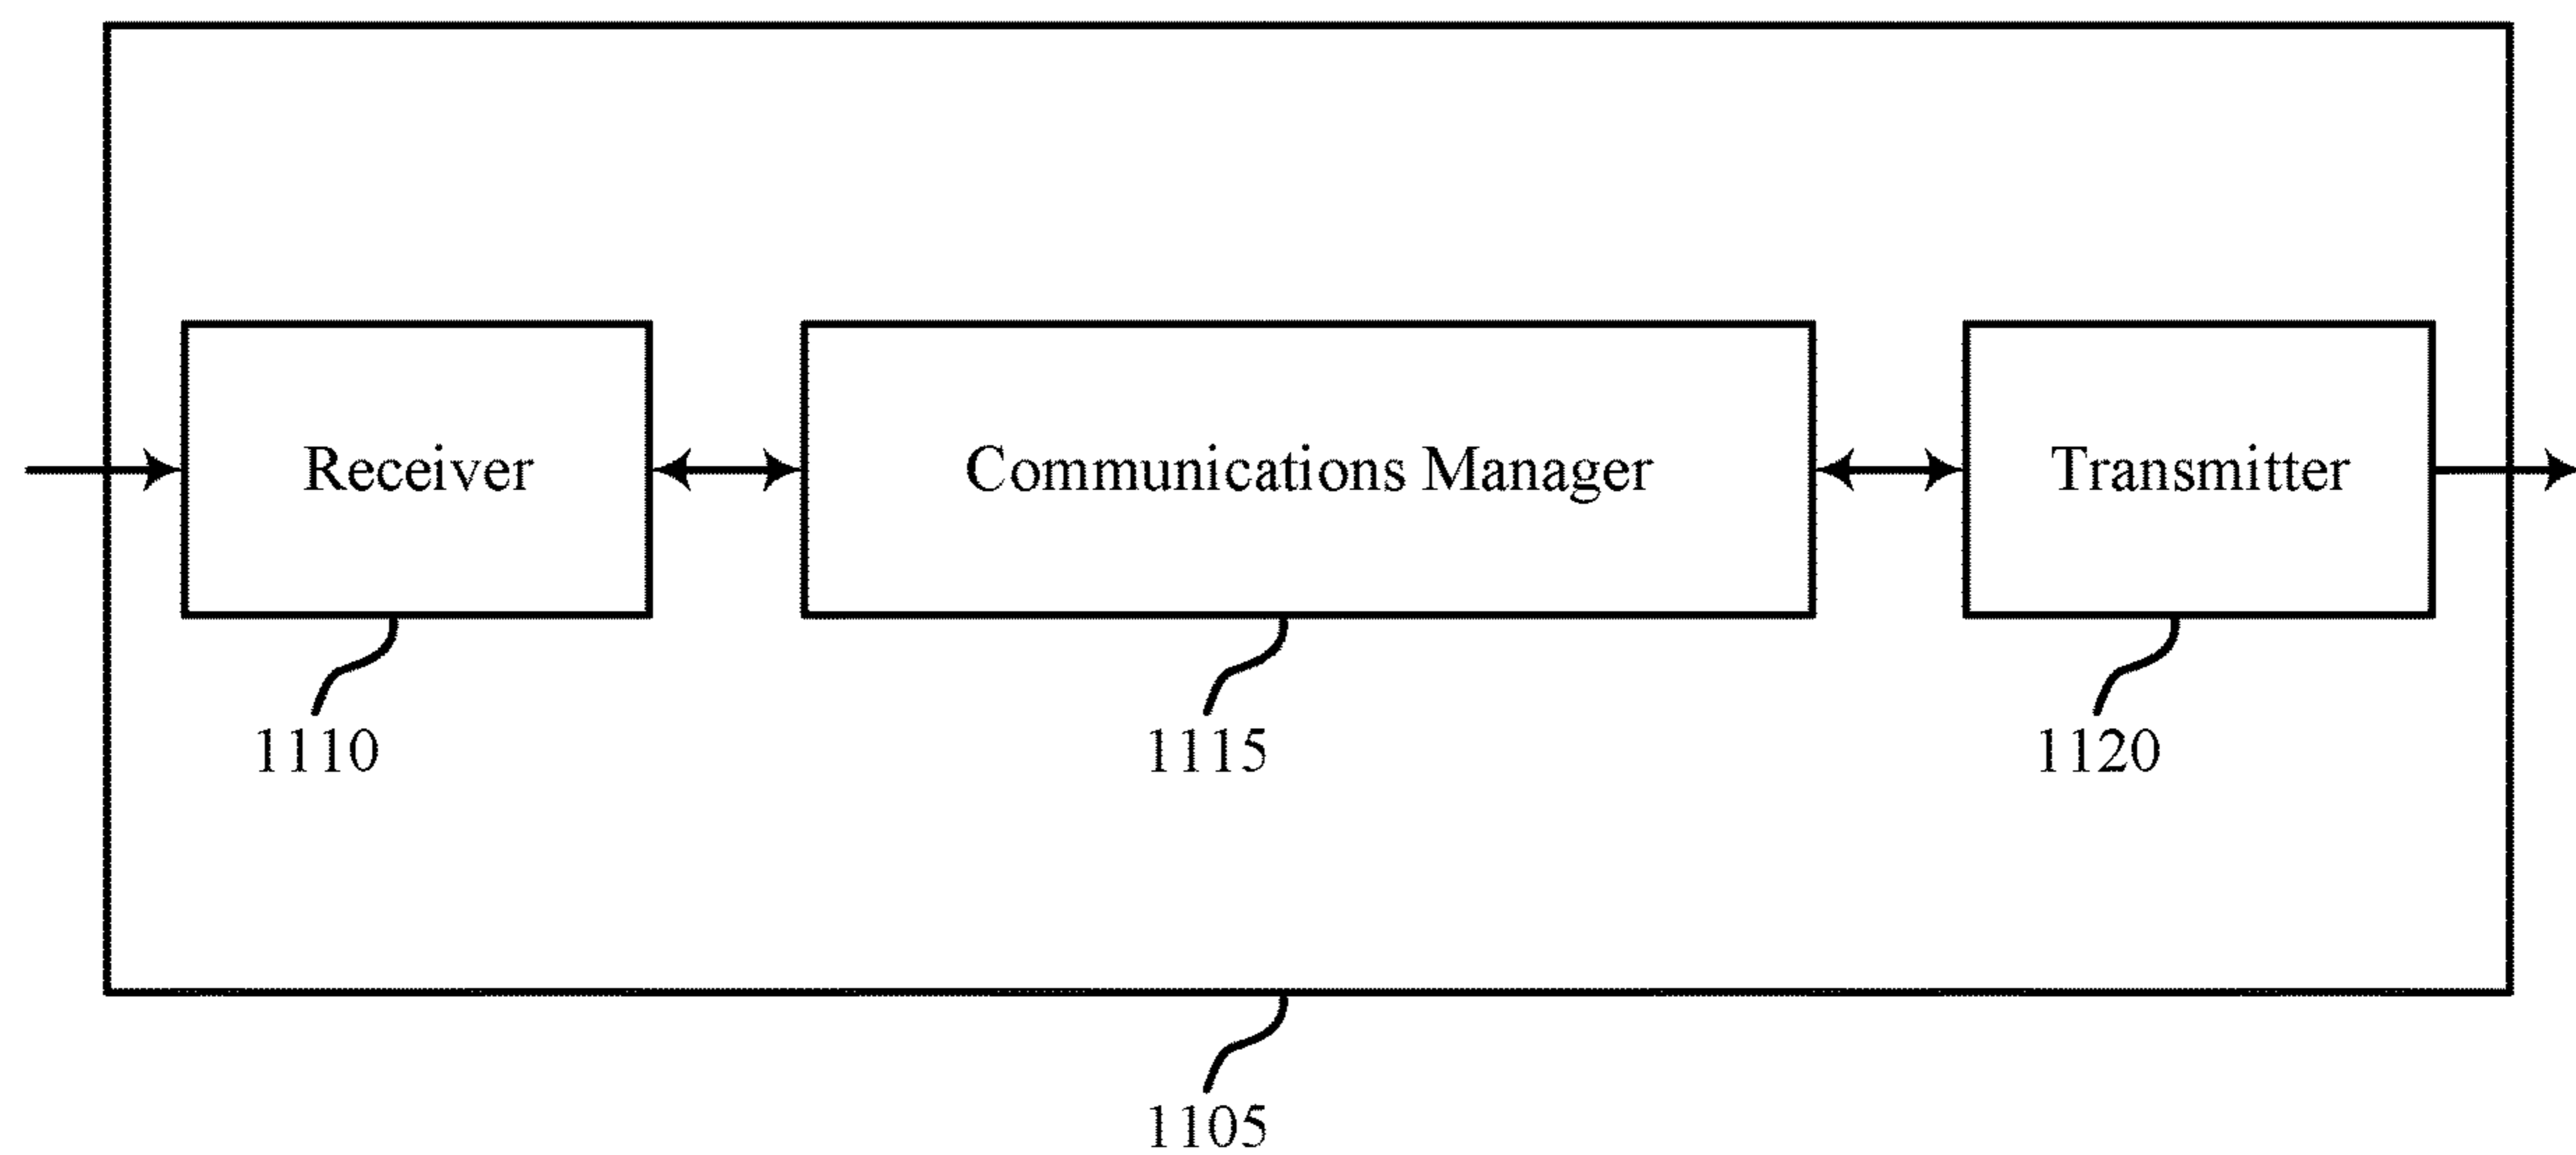 Receiver
Communications Manager
Transmitter
1110
1115
1120
1105